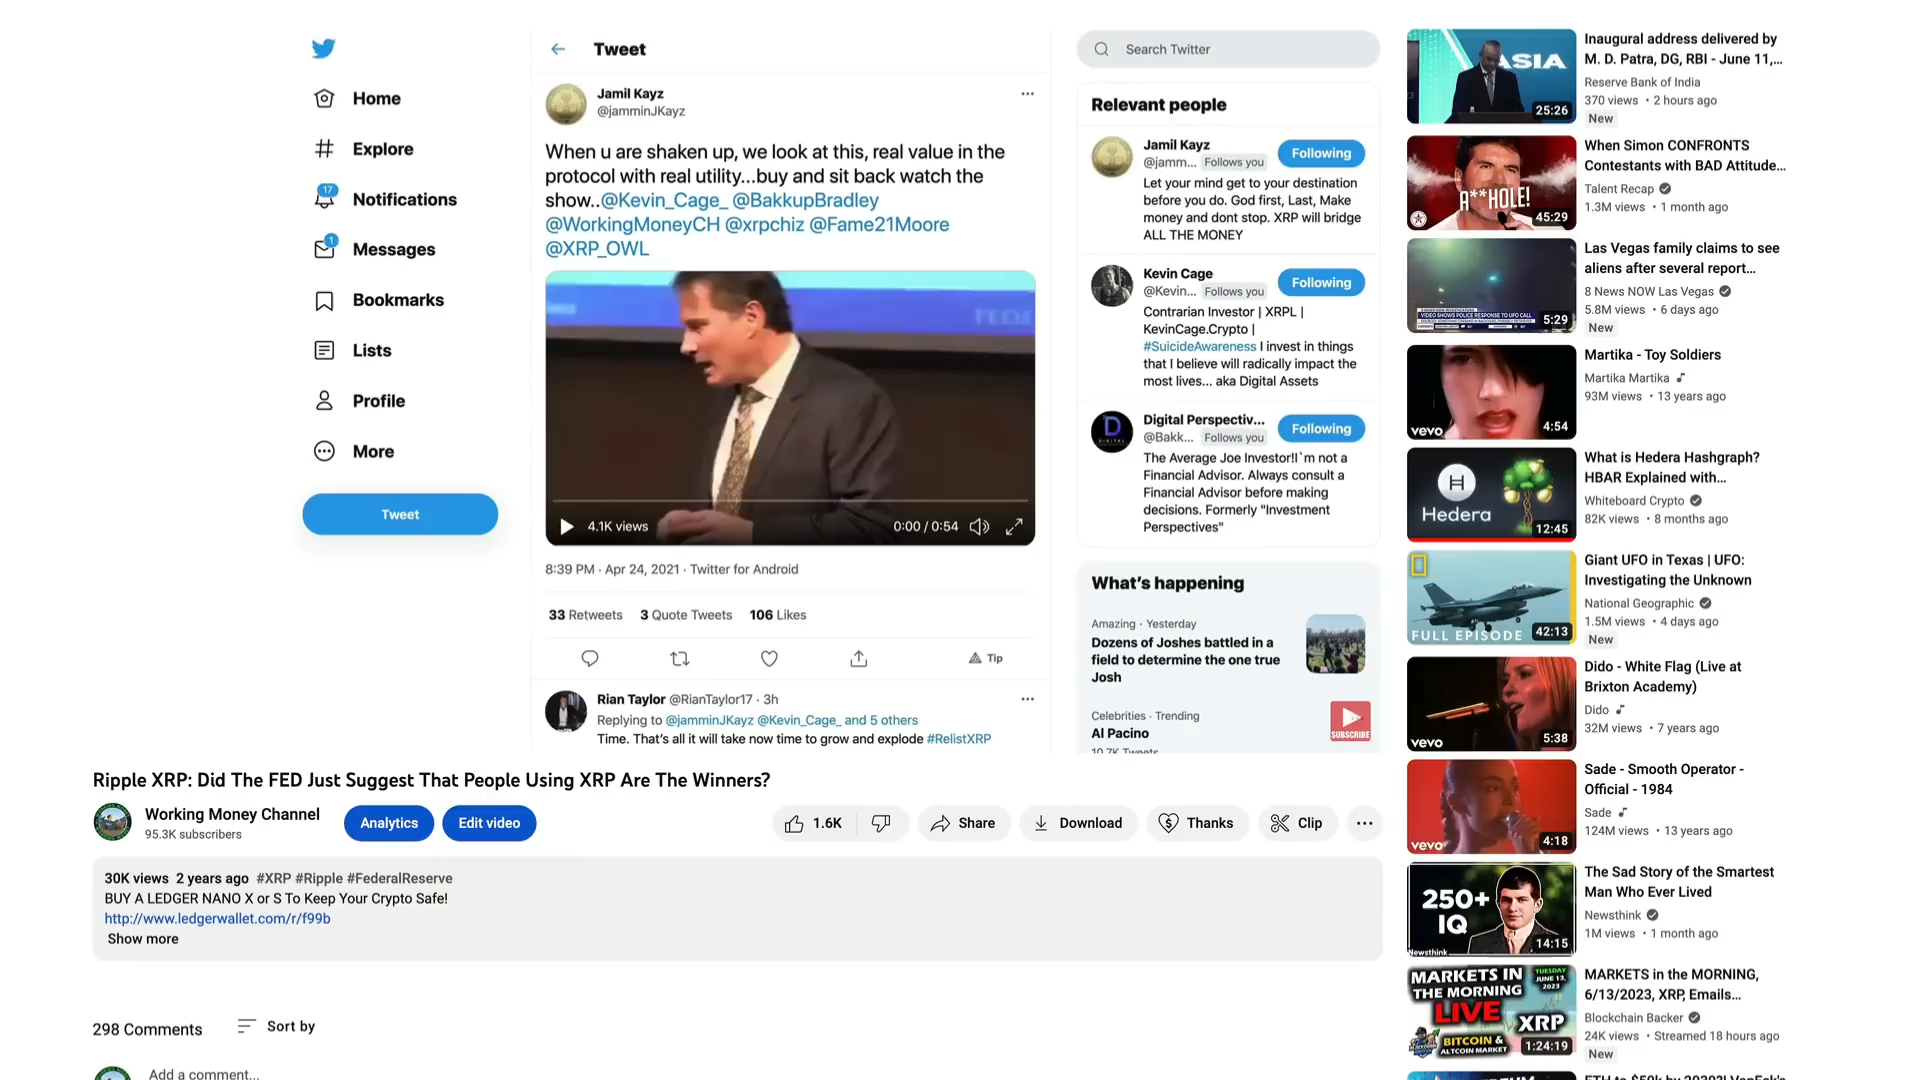 Home
Explore
17
Notifications
1
Messages
Bookmarks
Lists
Profile
More
Tweet
Tweet
Jamil Kayz
@jamminJKayz
When u are shaken up, we look at this, real value in the
protocol with real utility...buy and sit back watch the
show..@Kevin_Cage_ @BakkupBradley
@WorkingMoneyCH @xrpchiz @Fame21Moore
@XRP_OWL
4.1K views
0:00 / 0:54
8:39 PM · Apr 24, 2021 · Twitter for Android
33 Retweets 3 Quote Tweets 106 Likes
Tip
Rian Taylor @RianTaylor17 · 3h
Replying to @jamminJKayz @Kevin_Cage_ and 5 others
Time. That's all it will take now time to grow and explode #RelistXRP
Search Twitter
Relevant people
Jamil Kayz
@jamm... Follows you
Following
Let your mind get to your destination
before you do. God first, Last, Make
money and dont stop. XRP will bridge
ALL THE MONEY
Kevin Cage
@Kevin... Follows you
Following
Contrarian Investor | XRPL |
KevinCage.Crypto |
#SuicideAwareness I invest in things
that I believe will radically impact the
most lives... aka Digital Assets
D
DIGITAL
Digital Perspectiv...
@Bakk... Follows you
Following
The Average Joe Investor!I`m not a
Financial Advisor. Always consult a
Financial Advisor before making
decisions. Formerly "Investment
Perspectives"
What's happening
Amazing · Yesterday
Dozens of Joshes battled in a
field to determine the one true
Josh
Celebrities · Trending
Al Pacino
10.7K Tweets
SUBSCRIBE
Ripple XRP: Did The FED Just Suggest That People Using XRP Are The Winners?
Working Money Channel
95.3K subscribers
Analytics
Edit video
1.6K
Share
Download
Thanks
Clip
30K views 2 years ago #XRP #Ripple #FederalReserve
BUY A LEDGER NANO X or S To Keep Your Crypto Safe!
http://www.ledgerwallet.com/r/f99b
Show more
298 Comments
Sort by
Add a comment...
ASIA
25:26
Inaugural address delivered by
M. D. Patra, DG, RBI - June 11,...
Reserve Bank of India
370 views • 2 hours ago
New
A**HOLE!
45:29
When Simon CONFRONTS
Contestants with BAD Attitude...
Talent Recap
1.3M views • 1 month ago
VIDEO SHOWS POLICE RESPONSE TO UFO CALL
5:29
Las Vegas family claims to see
aliens after several report...
8 News NOW Las Vegas
5.8M views • 6 days ago
New
vevo
4:54
Martika - Toy Soldiers
Martika Martika
93M views • 13 years ago
H
Hedera
12:45
What is Hedera Hashgraph?
HBAR Explained with...
Whiteboard Crypto
82K views • 8 months ago
FULL EPISODE
42:13
Giant UFO in Texas | UFO:
Investigating the Unknown
National Geographic
1.5M views • 4 days ago
New
vevo
5:38
Dido - White Flag (Live at
Brixton Academy)
Dido
32M views • 7 years ago
vevo
4:18
Sade - Smooth Operator -
Official - 1984
Sade
124M views • 13 years ago
250+
IQ
Newsthink
14:15
The Sad Story of the Smartest
Man Who Ever Lived
Newsthink
1M views • 1 month ago
MARKETS IN
THE MORNING
TUESDAY
JUNE 13,
2023
LIVE
XRP
BITCOIN &
ALTCOIN MARKET
1:24:19
MARKETS in the MORNING,
6/13/2023, XRP, Emails...
Blockchain Backer
24K views • Streamed 18 hours ago
New